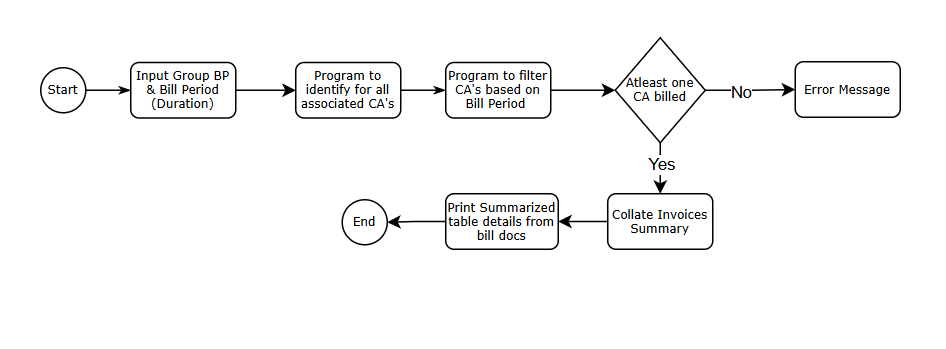 Start
Input Group BP
& Bill Period
(Duration)
Program to
identify for all
associated CA's
Program to filter
CA's based on
Bill Period
Atleast one
CA billed
No
Error Message
Yes
Collate Invoices
Summary
Print Summarized
table details from
bill docs
End